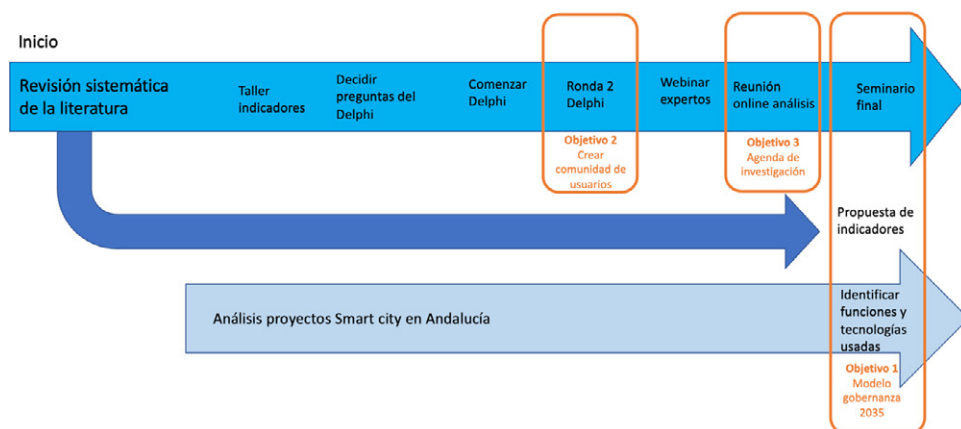 Inicio
Revisión sistemática
de la literatura
Taller
indicadores
Decidir
preguntas del
Delphi
Comenzar
Delphi
Ronda 2
Delphi
Webinar
expertos
Reunión
online análisis
Seminario
final
Objetivo 2
Crear
comunidad de
usuarios
Objetivo 3
Agenda de
investigación
Propuesta de
indicadores
Análisis proyectos Smart city en Andalucía
Identificar
funciones y
tecnologías
usadas
Objetivo 1
Modelo
gobernanza
2035